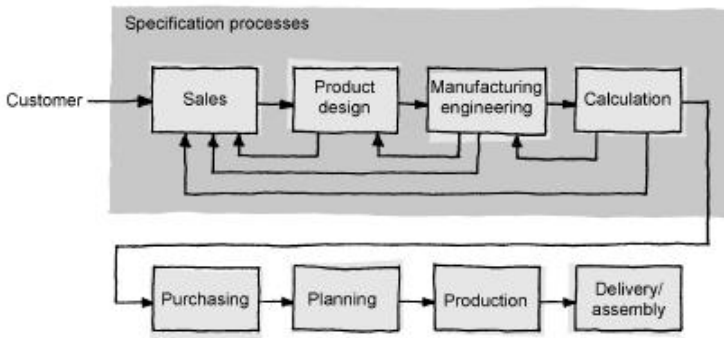 Specification processes
Customer
Sales
Product
design
Manufacturing
engineering
Calculation
Purchasing
Planning
Production
Delivery/
assembly